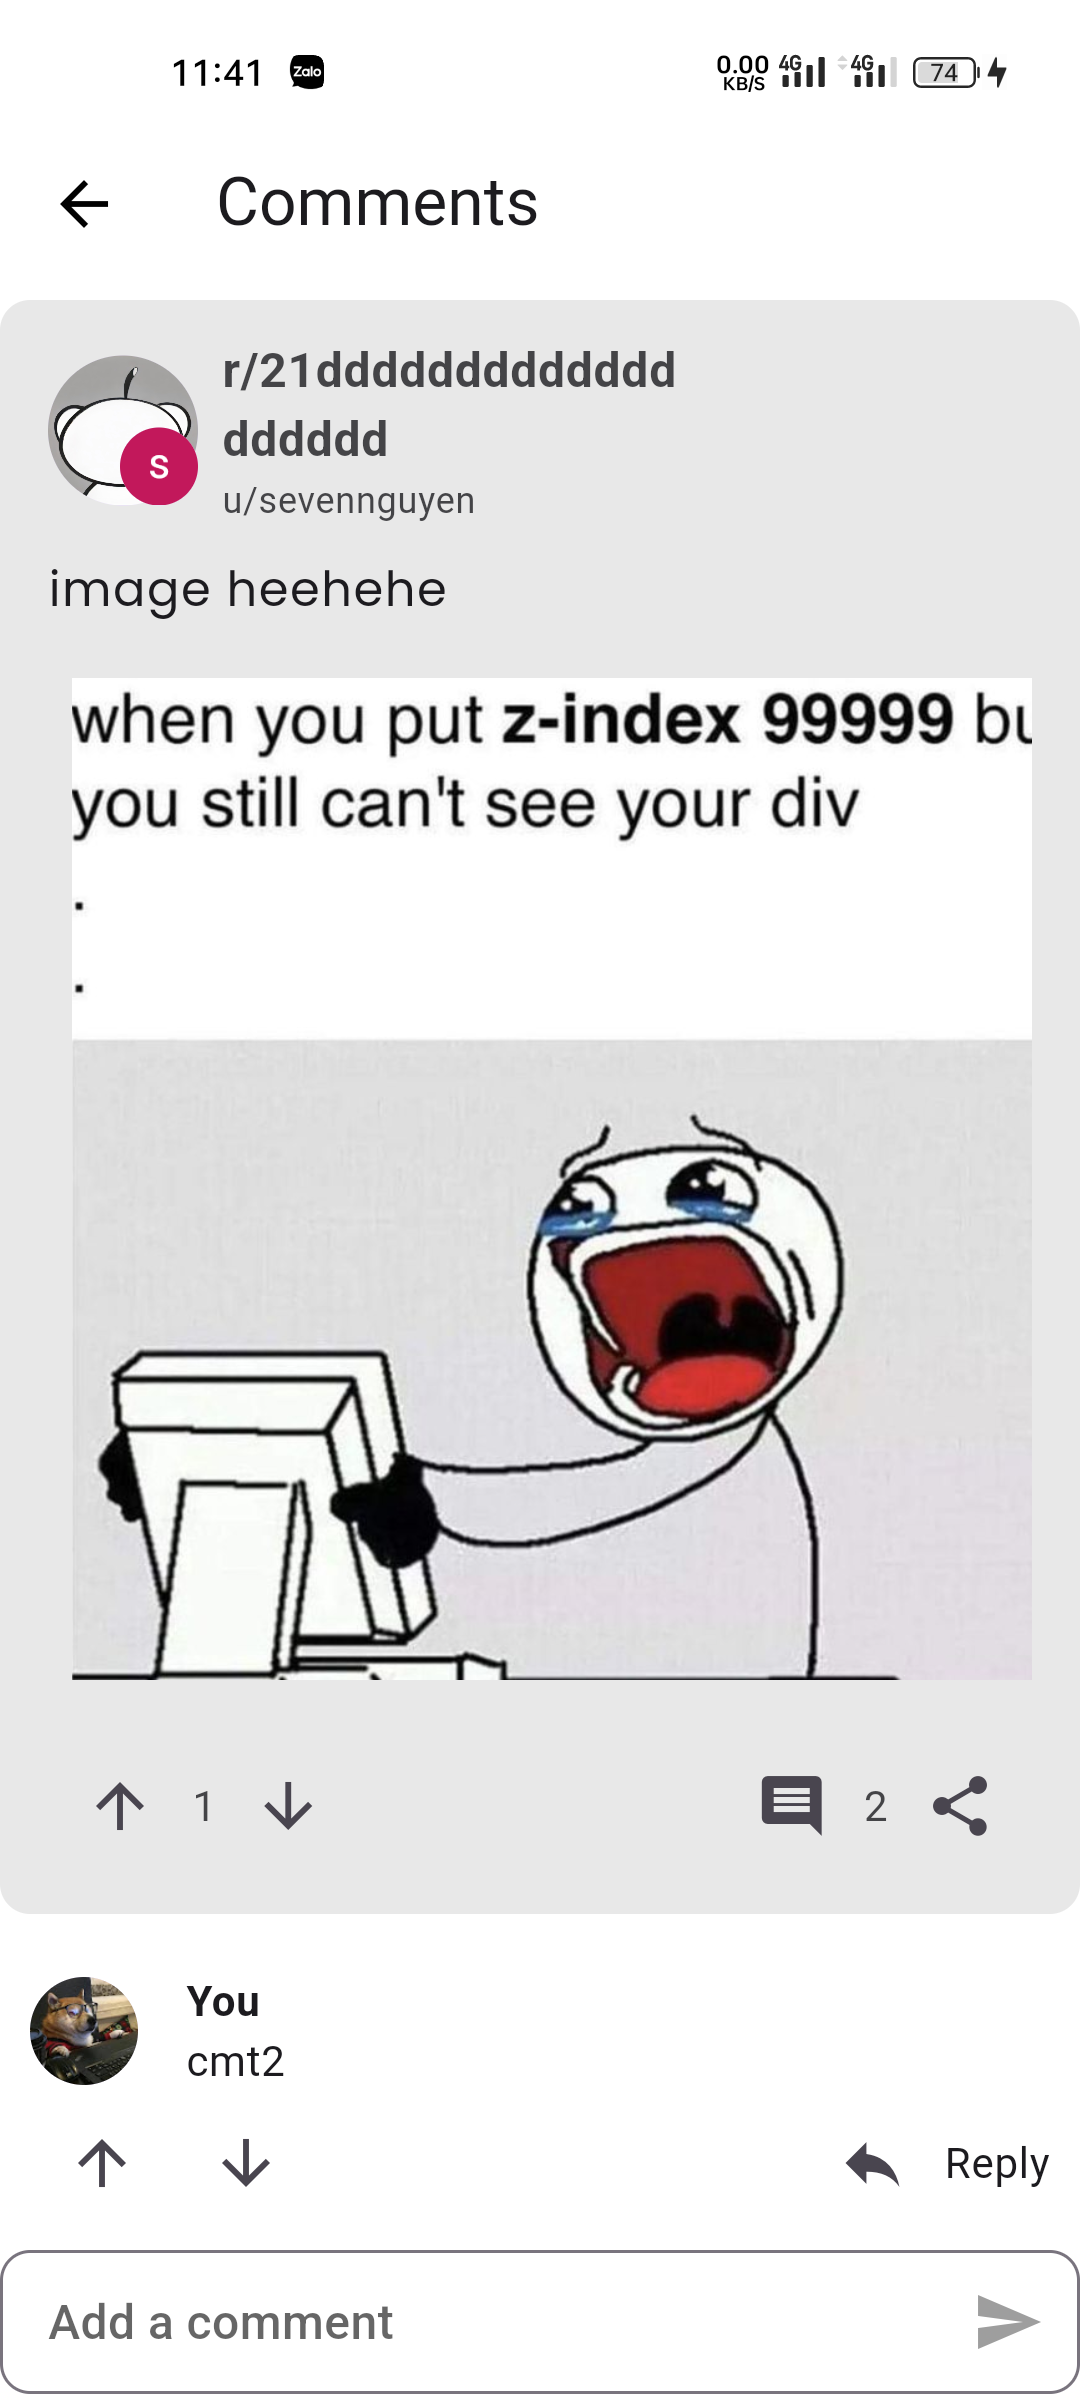 11:41 Zalo 0.00 KB/S 4G 4G 74
Comments
r/21ddddddddddddd
dddddd
S
u/sevennguyen
image heehehe
when you put z-index 99999 bu
you still can't see your div
.
.
1 2
You
cmt2
Reply
Add a comment